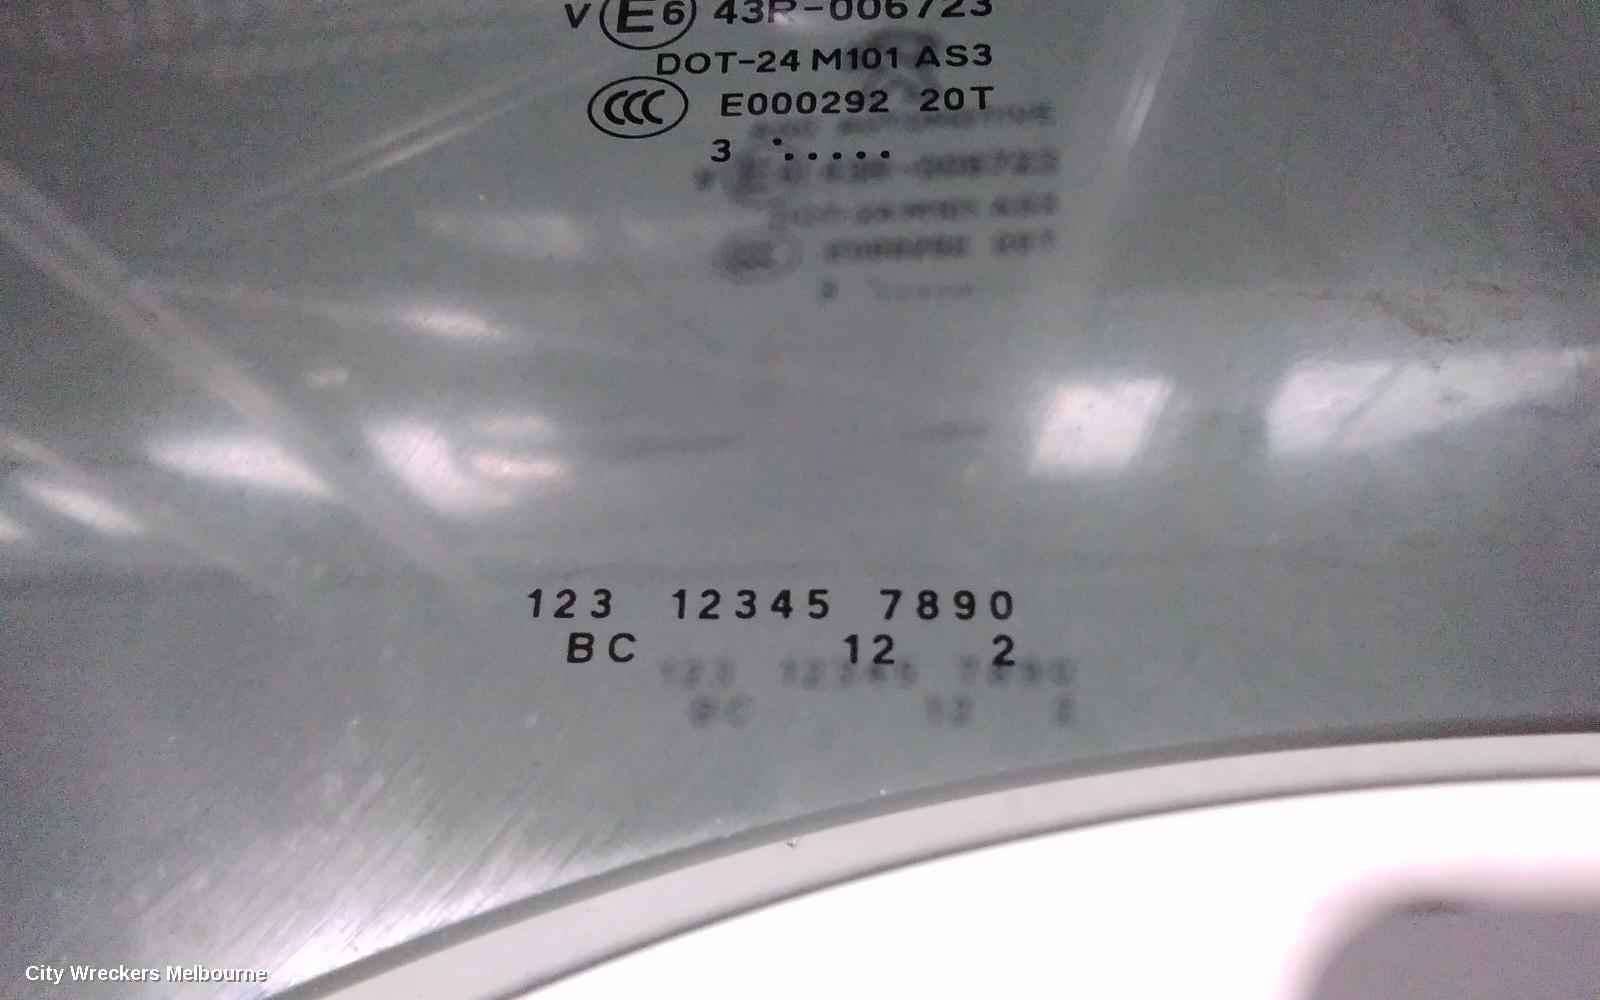 V E6 43R-006723
DOT-24 M101 AS3
CCC E000292 20T
3 ......
123 12345 7890
BC 12 2
City Wreckers Melbourne